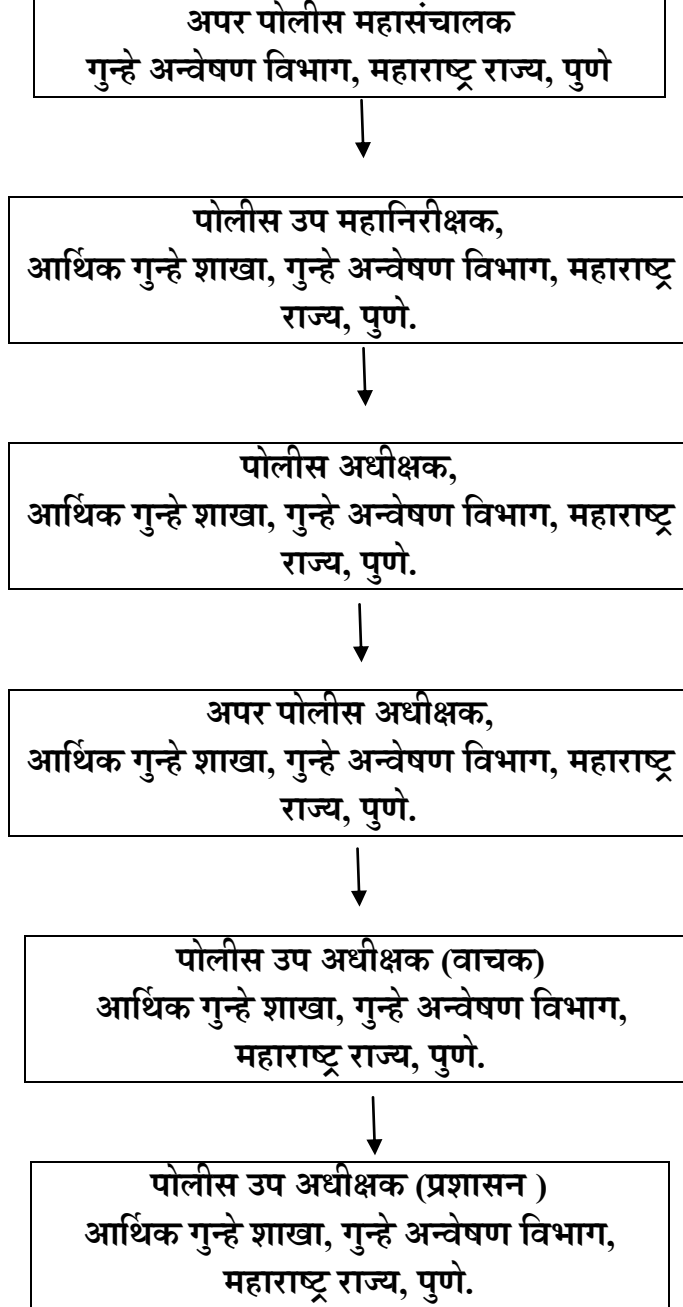 अपर पोलीस महासंचालक
गुन्हे अन्वेषण विभाग, महाराष्ट्र राज्य, पुणे
पोलीस उप महानिरीक्षक,
आर्थिक गुन्हे शाखा, गुन्हे अन्वेषण विभाग, महाराष्ट्र
राज्य, पुणे.
पोलीस अधीक्षक,
आर्थिक गुन्हे शाखा, गुन्हे अन्वेषण विभाग, महाराष्ट्र
राज्य, पुणे.
अपर पोलीस अधीक्षक,
आर्थिक गुन्हे शाखा, गुन्हे अन्वेषण विभाग, महाराष्ट्र
राज्य, पुणे.
पोलीस उप अधीक्षक (वाचक)
आर्थिक गुन्हे शाखा, गुन्हे अन्वेषण विभाग,
महाराष्ट्र राज्य, पुणे.
पोलीस उप अधीक्षक (प्रशासन )
आर्थिक गुन्हे शाखा, गुन्हे अन्वेषण विभाग,
महाराष्ट्र राज्य, पुणे.